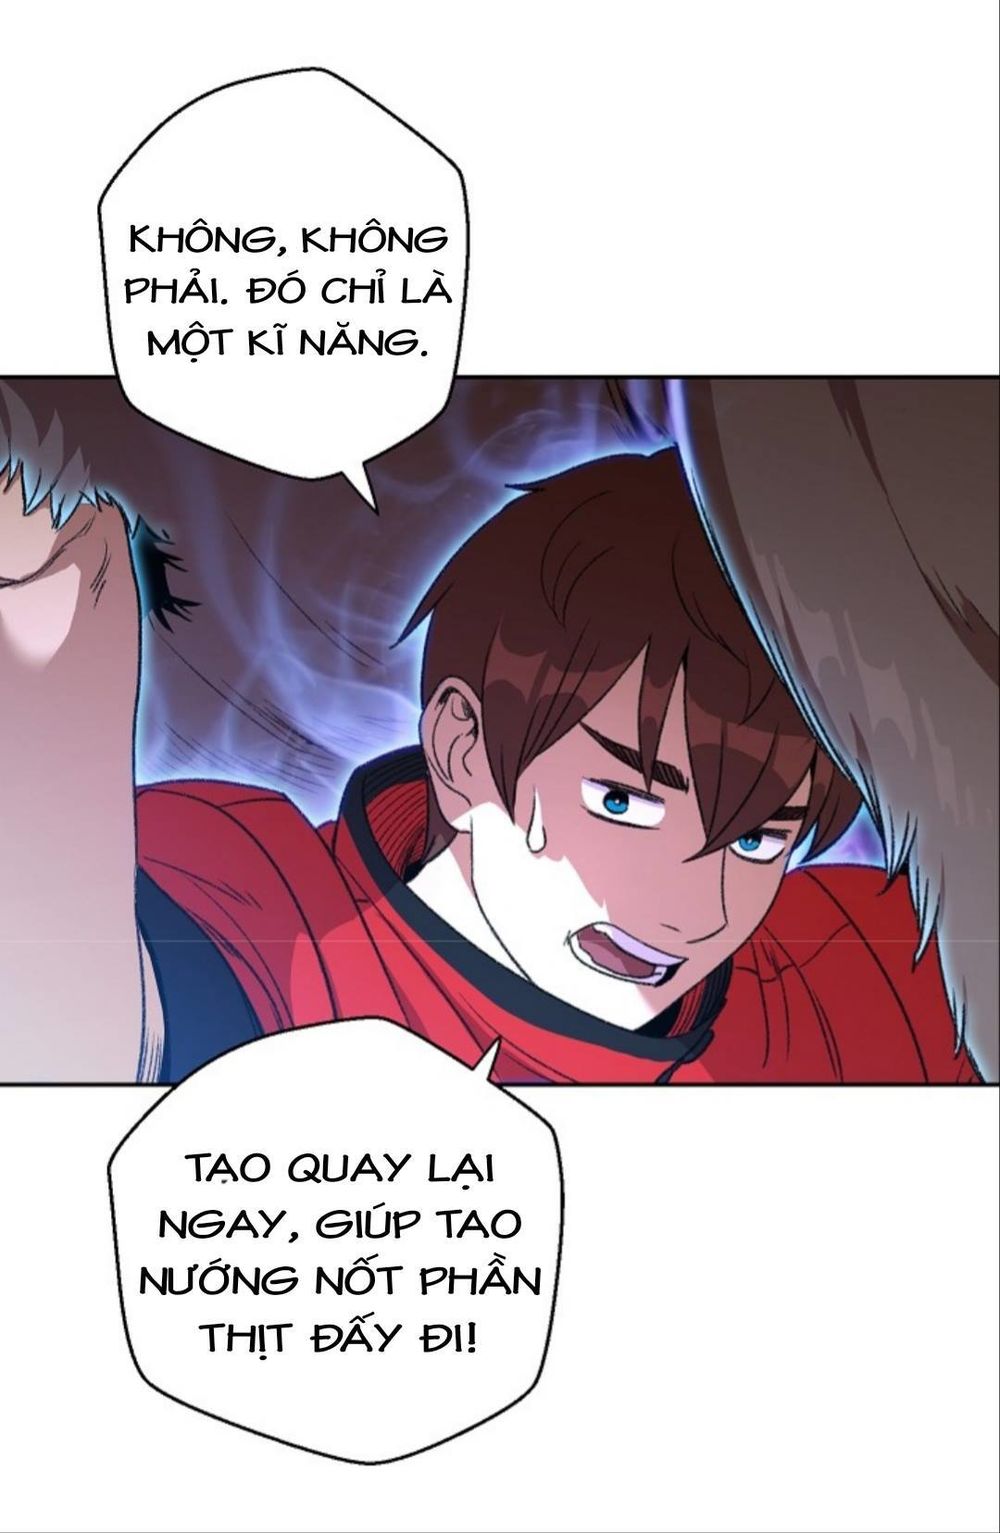 KHÔNG, KHÔNG
PHẢI. ĐÓ CHỈ LÀ
MỘT KĨ NĂNG.
TẠO QUAY LẠI
NGAY, GIÚP TAO
NƯỚNG NỐT PHẦN
THỊT ĐẤY ĐI!